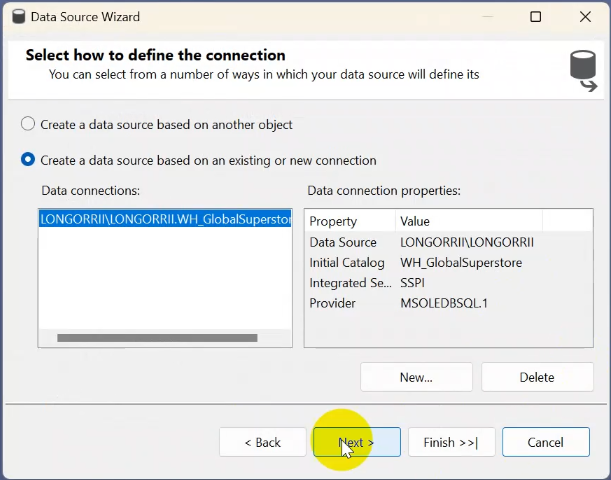 Data Source Wizard
Select how to define the connection
You can select from a number of ways in which your data source will define its
Create a data source based on another object
Create a data source based on an existing or new connection
Data connections:
Data connection properties:
LONGORRII\LONGORRII.WH_GlobalSuperstor
Property Value
Data Source LONGORRII\LONGORRII
Initial Catalog WH_GlobalSuperstore
Integrated Se... SSPI
Provider MSOLEDBSQL.1
New... Delete
< Back Next > Finish >>| Cancel